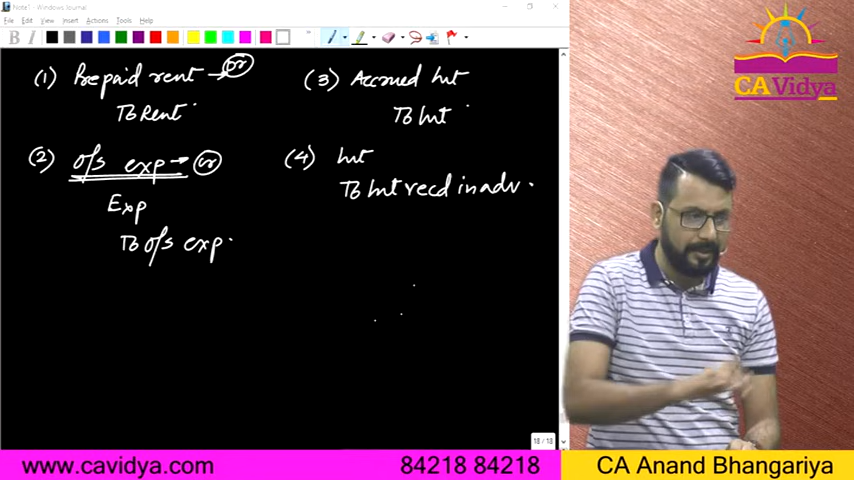 Note1 - Windows Journal
File Edit View Insert Actions Tools Help
B I
(1) Prepaid rent → Dr
To Rent
(2) o/s exp → Cr
Exp
To o/s exp.
(3) Accrued Int
To Int
(4) Int
To Int recd in adv.
18 / 18
CAVidya
www.cavidya.com 84218 84218 CA Anand Bhangariya